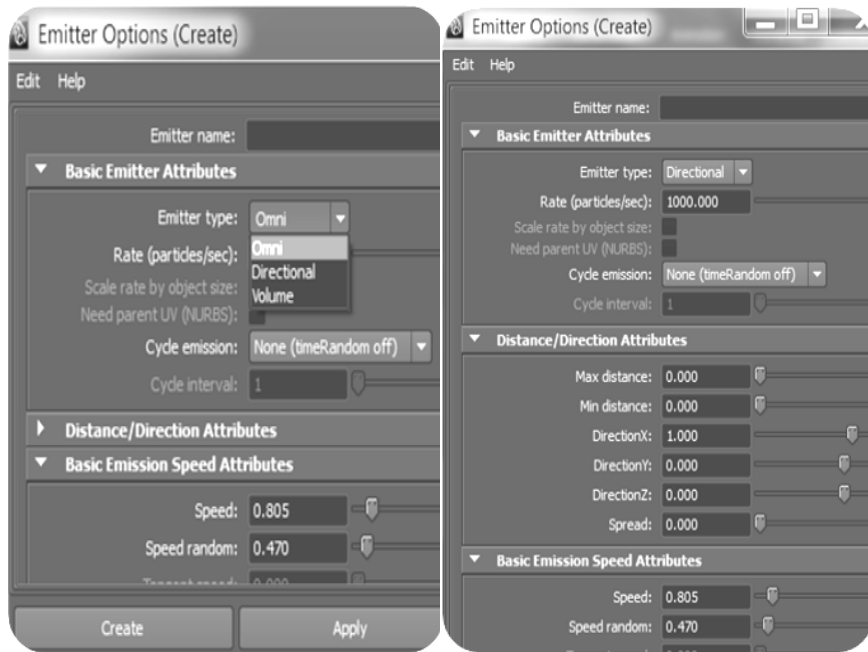 Emitter Options (Create)
Edit Help
Emitter name:
Basic Emitter Attributes
Emitter type: Omni
Omni
Directional
Volume
Rate (particles/sec):
Scale rate by object size:
Need parent UV (NURBS):
Cycle emission: None (timeRandom off)
Cycle interval: 1
Distance/Direction Attributes
Basic Emission Speed Attributes
Speed: 0.805
Speed random: 0.470
Create Apply
Emitter Options (Create)
Edit Help
Emitter name:
Basic Emitter Attributes
Emitter type: Directional
Rate (particles/sec): 1000.000
Scale rate by object size:
Need parent UV (NURBS):
Cycle emission: None (timeRandom off)
Cycle interval: 1
Distance/Direction Attributes
Max distance: 0.000
Min distance: 0.000
DirectionX: 1.000
DirectionY: 0.000
DirectionZ: 0.000
Spread: 0.000
Basic Emission Speed Attributes
Speed: 0.805
Speed random: 0.470